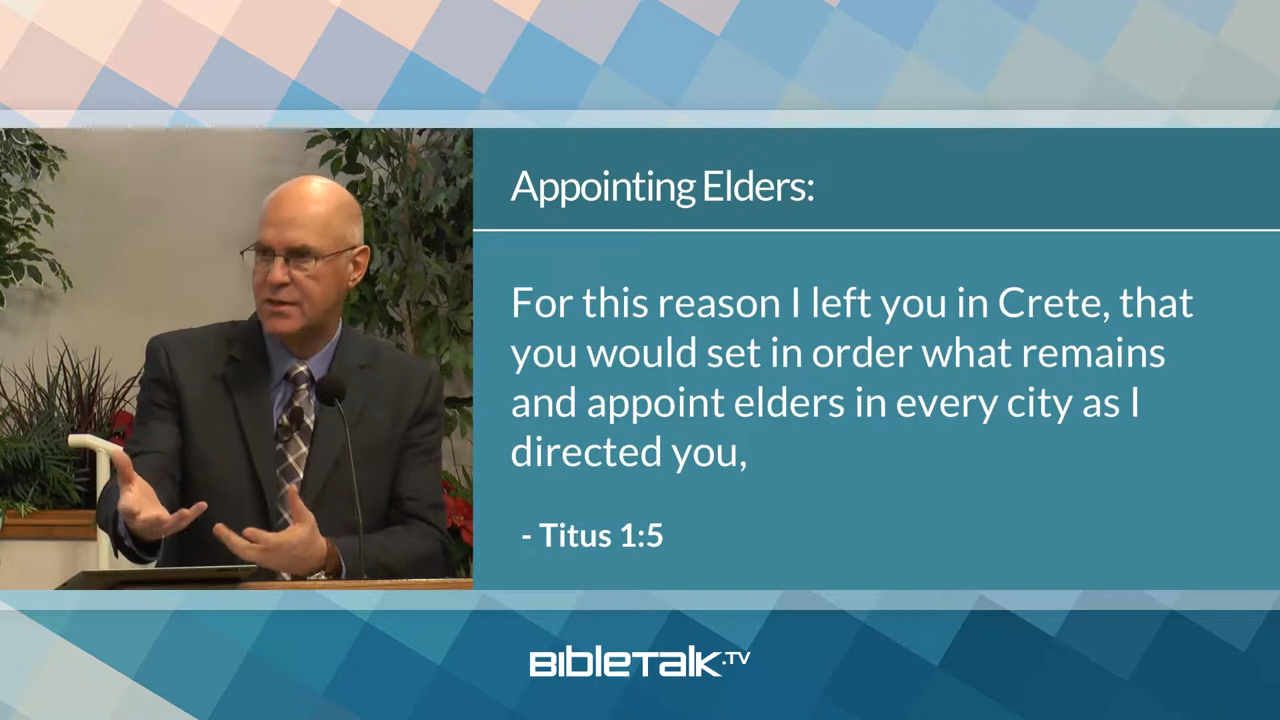 Appointing Elders:
For this reason I left you in Crete, that
you would set in order what remains
and appoint elders in every city as I
directed you,
- Titus 1:5
BibleTalk.TV